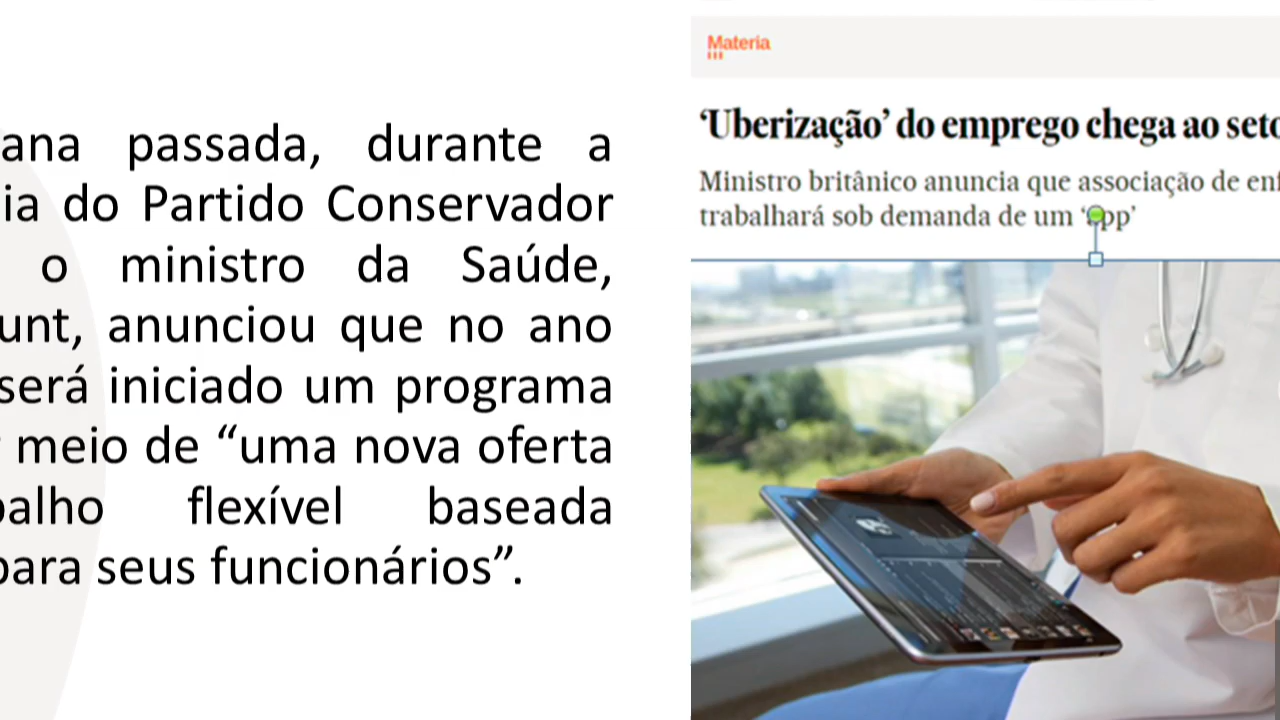 ana passada, durante a
ia do Partido Conservador
o ministro da Saúde,
unt, anunciou que no ano
será iniciado um programa
meio de “uma nova oferta
balho flexível baseada
para seus funcionários”.
Materia
‘Uberização’ do emprego chega ao seto
Ministro britânico anuncia que associação de enf
trabalhará sob demanda de um ‘app’